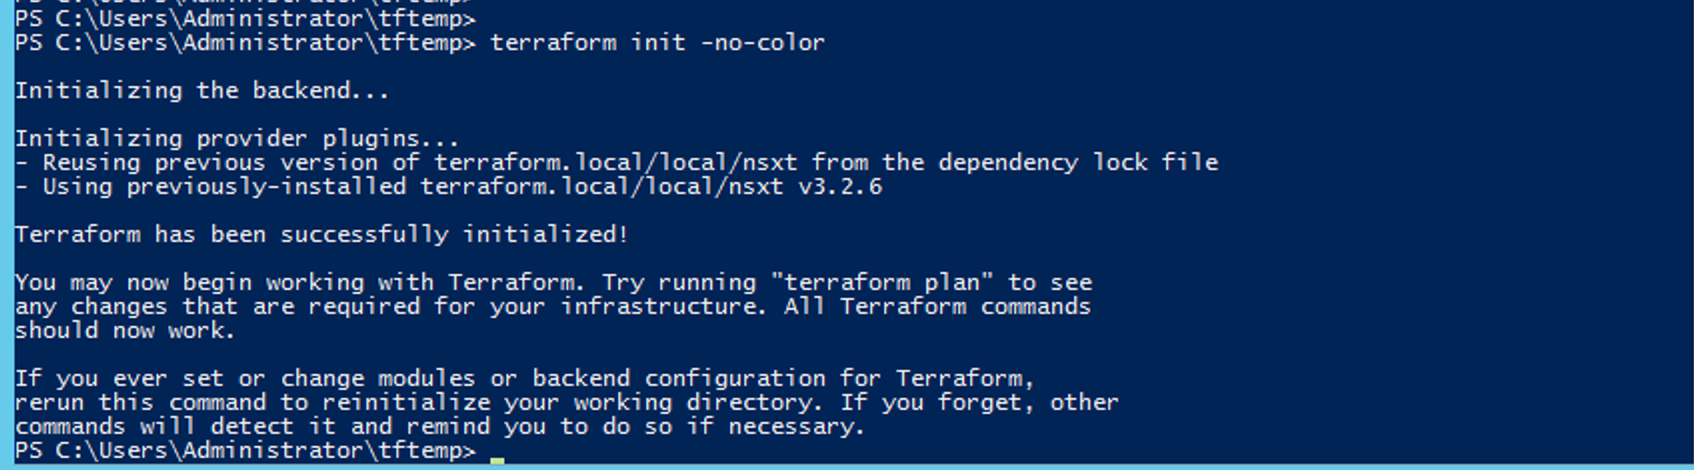 PS C:\Users\Administrator\tftemp>
PS C:\Users\Administrator\tftemp> terraform init -no-color
Initializing the backend...
Initializing provider plugins...
- Reusing previous version of terraform.local/local/nsxt from the dependency lock file
- Using previously-installed terraform.local/local/nsxt v3.2.6
Terraform has been successfully initialized!
You may now begin working with Terraform. Try running "terraform plan" to see
any changes that are required for your infrastructure. All Terraform commands
should now work.
If you ever set or change modules or backend configuration for Terraform,
rerun this command to reinitialize your working directory. If you forget, other
commands will detect it and remind you to do so if necessary.
PS C:\Users\Administrator\tftemp>